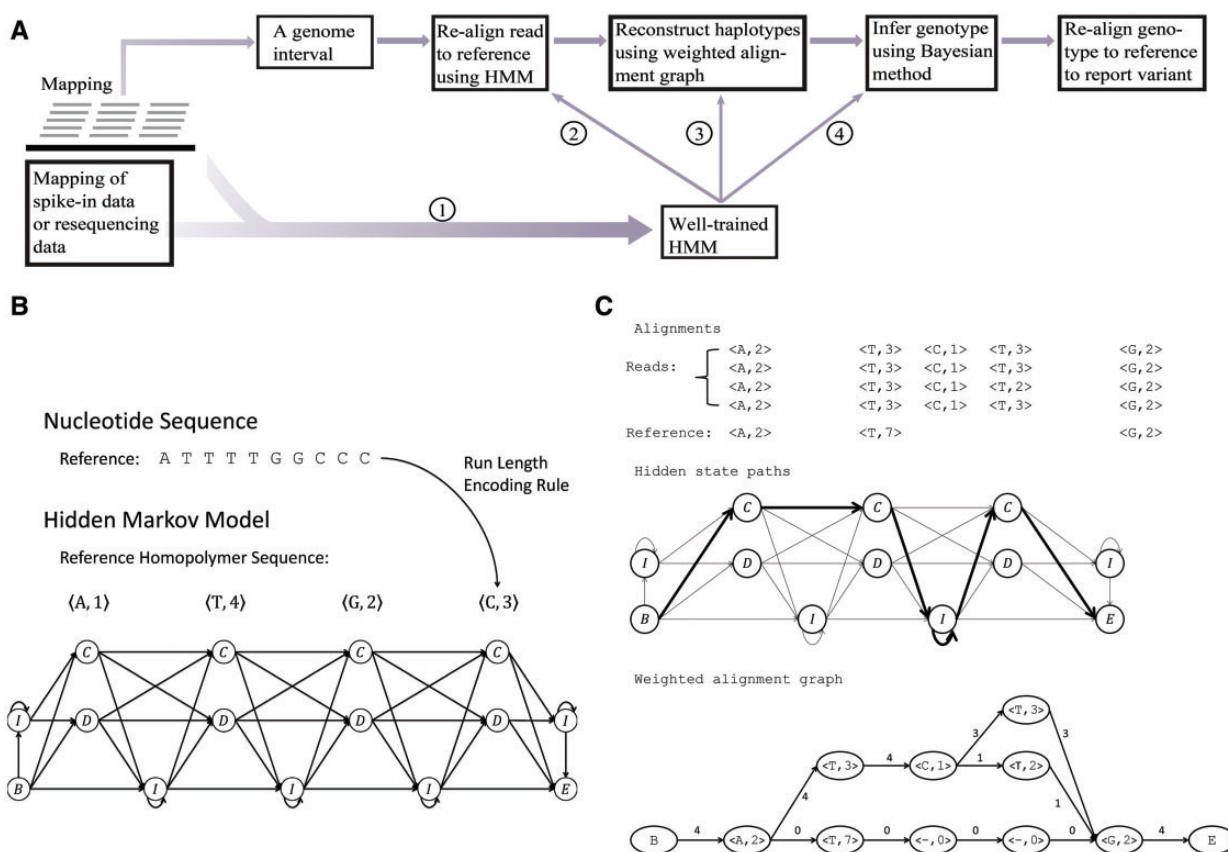 A
Mapping
A genome
interval
Re-align read
to reference
using HMM
Reconstruct haplotypes
using weighted align-
ment graph
Infer genotype
using Bayesian
method
Re-align geno-
type to reference
to report variant
Mapping of
spike-in data
or resequencing
data
①
②
③
④
Well-trained
HMM
B
Nucleotide Sequence
Reference: A T T T T G G C C C
Run Length
Encoding Rule
Hidden Markov Model
Reference Homopolymer Sequence:
⟨A, 1⟩ ⟨T, 4⟩ ⟨G, 2⟩ ⟨C, 3⟩
C C C C
I D D D D I
B I I I E
C
Alignments
Reads:
<A,2> <T,3> <C,1> <T,3> <G,2>
<A,2> <T,3> <C,1> <T,3> <G,2>
<A,2> <T,3> <C,1> <T,2> <G,2>
<A,2> <T,3> <C,1> <T,3> <G,2>
Reference: <A,2> <T,7> <G,2>
Hidden state paths
C C C
I D D D I
B I I E
Weighted alignment graph
<T,3>
3 3
<T,3> 4 <C,1> 1 <T,2>
4 1
B 4 <A,2> 0 <T,7> 0 <-,0> 0 <-,0> 0 <G,2> 4 E